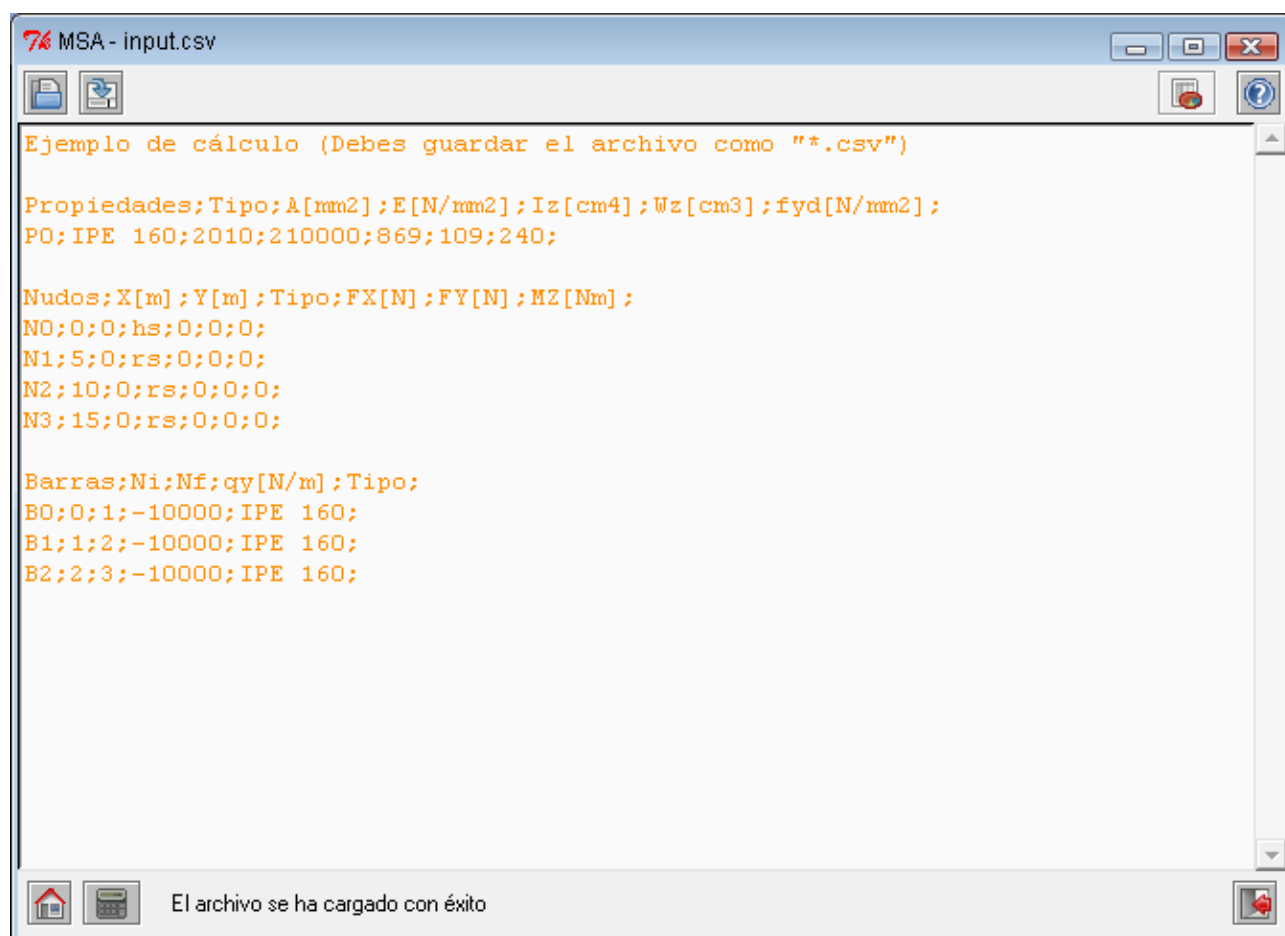 MSA - input.csv
Ejemplo de cálculo (Debes guardar el archivo como "*.csv")
Propiedades;Tipo;A[mm2];E[N/mm2];Iz[cm4];Wz[cm3];fyd[N/mm2];
P0;IPE 160;2010;210000;869;109;240;
Nudos;X[m];Y[m];Tipo;FX[N];FY[N];MZ[Nm];
N0;0;0;hs;0;0;0;
N1;5;0;rs;0;0;0;
N2;10;0;rs;0;0;0;
N3;15;0;rs;0;0;0;
Barras;Ni;Nf;qy[N/m];Tipo;
B0;0;1;-10000;IPE 160;
B1;1;2;-10000;IPE 160;
B2;2;3;-10000;IPE 160;
El archivo se ha cargado con éxito